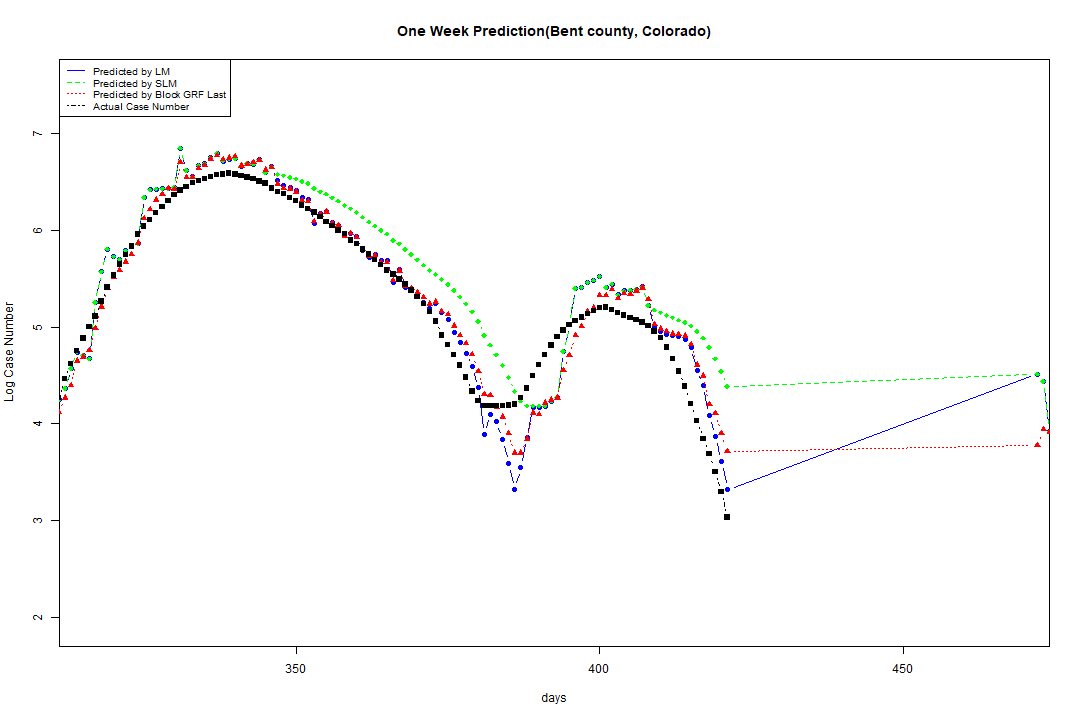 One Week Prediction(Bent county, Colorado)
Predicted by LM
Predicted by SLM
Predicted by Block GRF Last
Actual Case Number
7
6
5
4
3
2
Log Case Number
350
400
450
days